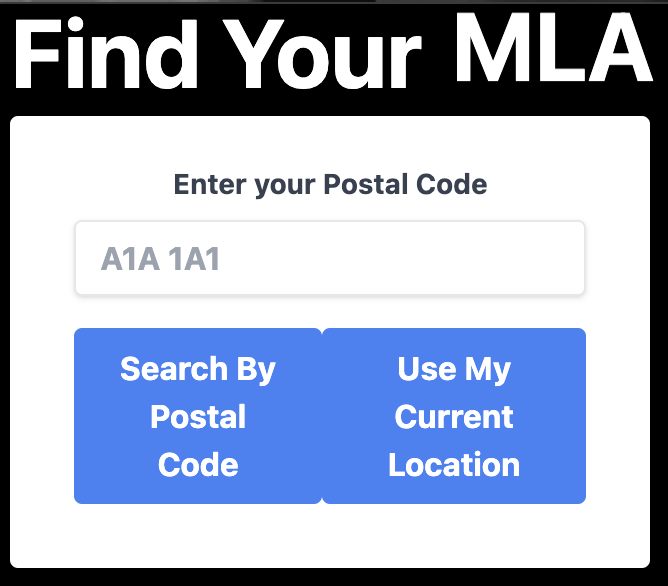 Find Your MLA
Enter your Postal Code
A1A 1A1
Search By
Postal
Code
Use My
Current
Location